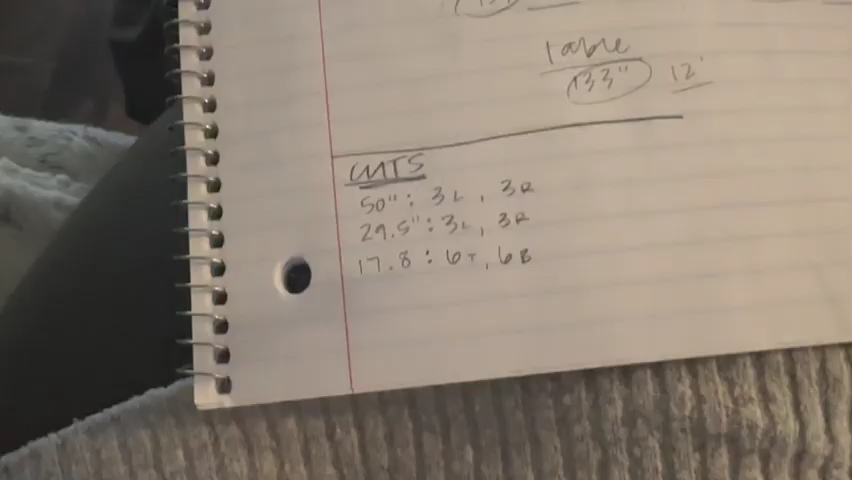 Table
133" 12'
CUTS
50": 3L, 3R
29.5": 3L, 3R
17.8: 6T, 6B